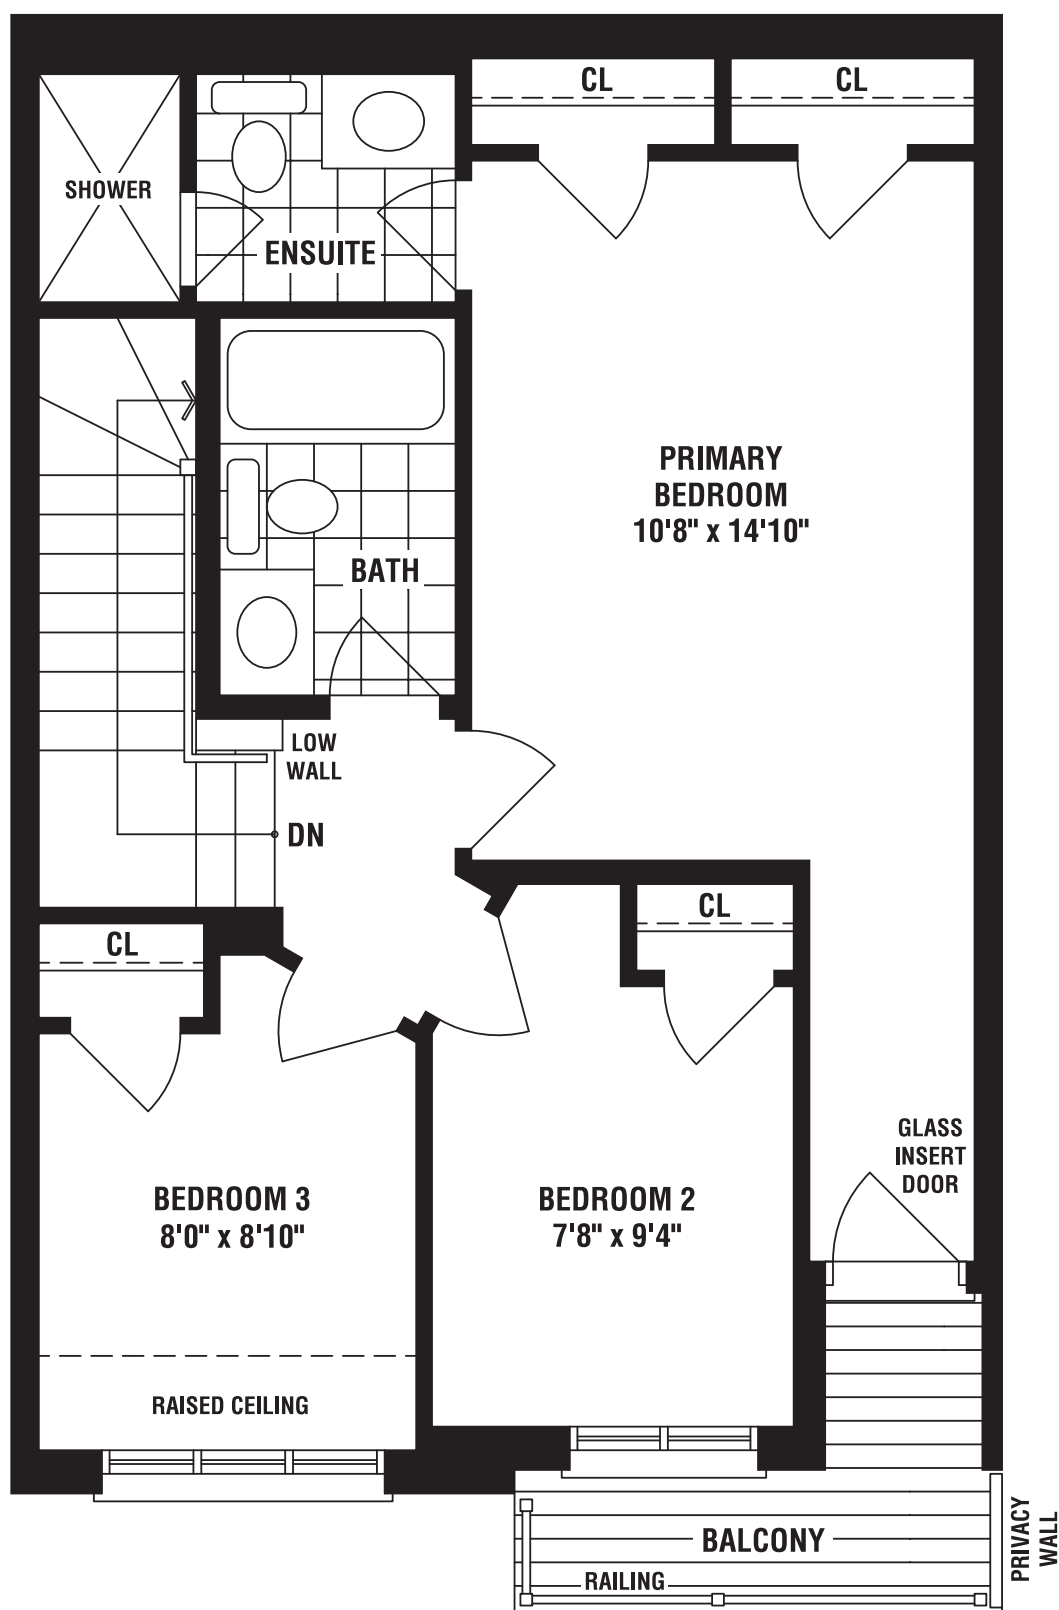 CL
CL
SHOWER
ENSUITE
PRIMARY
BEDROOM
10'8" x 14'10"
BATH
LOW
WALL
DN
CL
CL
GLASS
INSERT
DOOR
BEDROOM 3
8'0" x 8'10"
BEDROOM 2
7'8" x 9'4"
RAISED CEILING
BALCONY
RAILING
PRIVACY
WALL